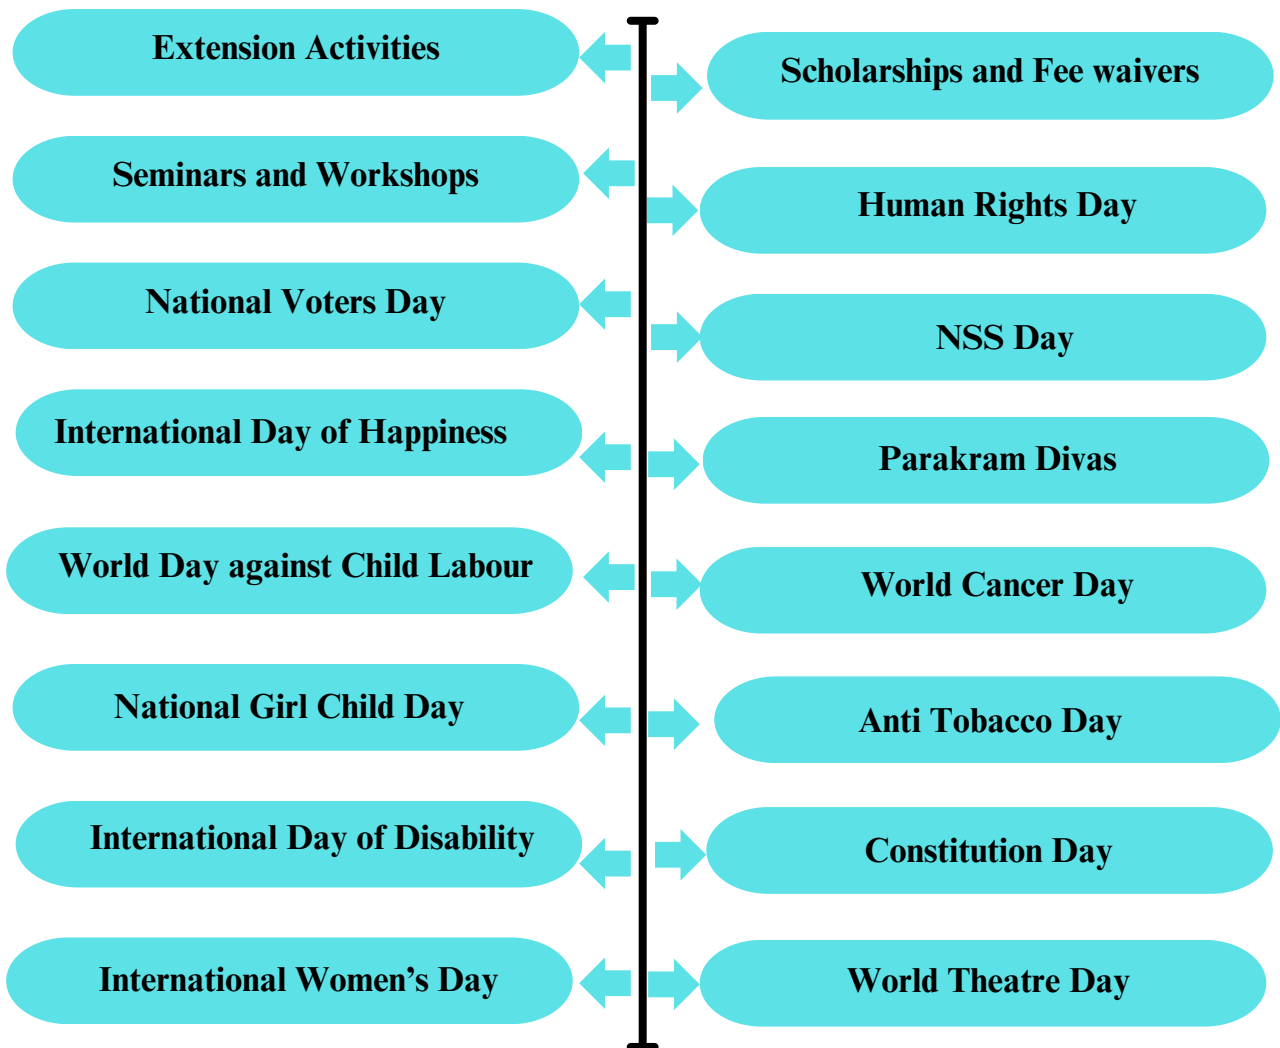 Extension Activities
Scholarships and Fee waivers
Seminars and Workshops
Human Rights Day
National Voters Day
NSS Day
International Day of Happiness
Parakram Divas
World Day against Child Labour
World Cancer Day
National Girl Child Day
Anti Tobacco Day
International Day of Disability
Constitution Day
International Women’s Day
World Theatre Day